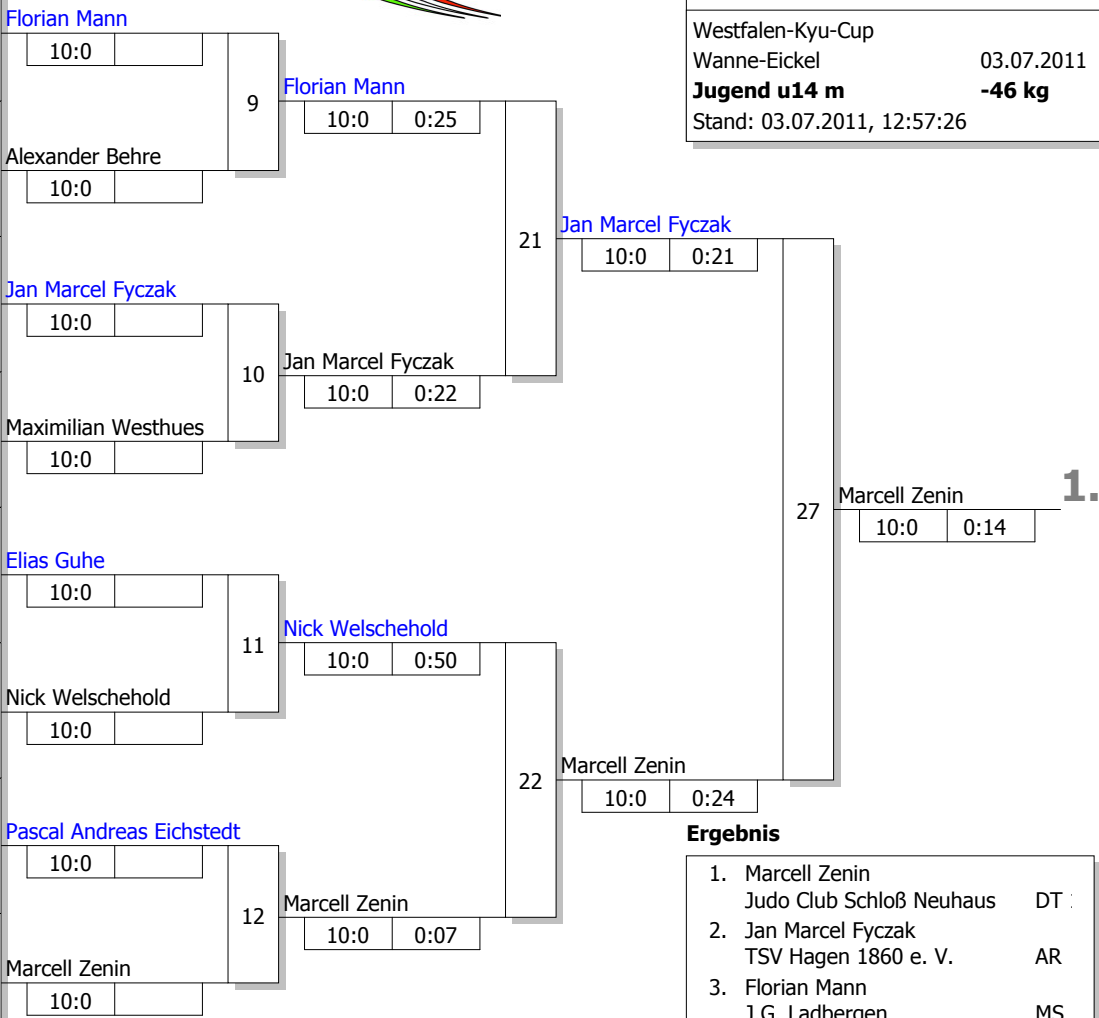 Westfalen-Kyu-Cup
Wanne-Eickel 03.07.2011
Jugend u14 m -46 kg
Stand: 03.07.2011, 12:57:26
Florian Mann
10:0
9
Alexander Behre
10:0
Jan Marcel Fyczak
10:0
10
Maximilian Westhues
10:0
Elias Guhe
10:0
11
Nick Welschehold
10:0
Pascal Andreas Eichstedt
10:0
12
Marcell Zenin
10:0
Florian Mann
10:0 0:25
21
Jan Marcel Fyczak
10:0 0:22
Nick Welschehold
10:0 0:50
22
Marcell Zenin
10:0 0:07
Jan Marcel Fyczak
10:0 0:21
27
Marcell Zenin
10:0 0:24
Marcell Zenin 1.
10:0 0:14
Ergebnis
1. Marcell Zenin
Judo Club Schloß Neuhaus DT
2. Jan Marcel Fyczak
TSV Hagen 1860 e. V. AR
3. Florian Mann
J.G. Ladbergen MS